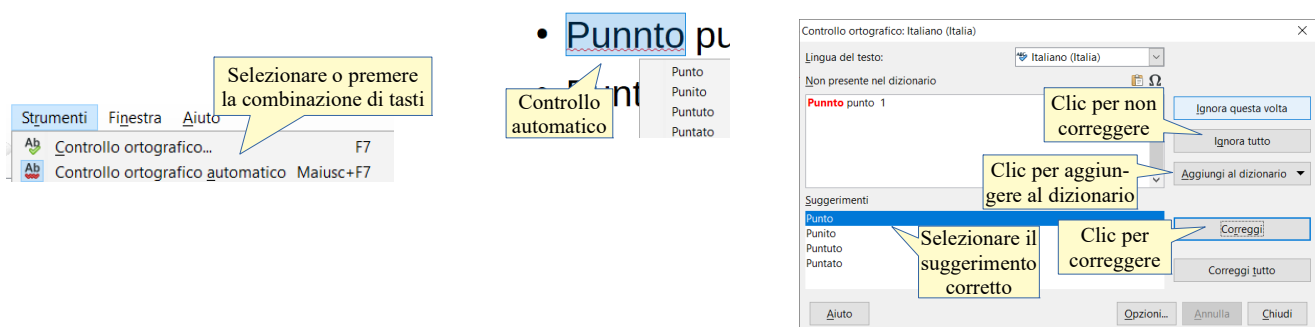 Selezionare o premere
la combinazione di tasti
Strumenti Finestra Aiuto
Controllo ortografico... F7
Controllo ortografico automatico Maiusc+F7
• Punnto pu
Punto
Punito
Puntuto
Puntato
Controllo
automatico
Controllo ortografico: Italiano (Italia)
Lingua del testo: Italiano (Italia)
Non presente nel dizionario
Punnto punto 1
Clic per non
correggere
Ignora questa volta
Ignora tutto
Clic per aggiun-
gere al dizionario
Aggiungi al dizionario
Suggerimenti
Punto
Punito
Puntuto
Puntato
Selezionare il
suggerimento
corretto
Clic per
correggere
Correggi
Correggi tutto
Aiuto Opzioni... Annulla Chiudi